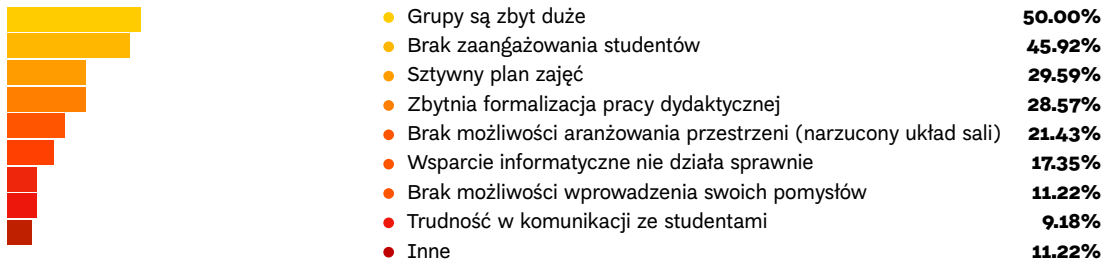 Grupy są zbyt duże 50.00%
Brak zaangażowania studentów 45.92%
Sztywny plan zajęć 29.59%
Zbytnia formalizacja pracy dydaktycznej 28.57%
Brak możliwości aranżowania przestrzeni (narzucony układ sali) 21.43%
Wsparcie informatyczne nie działa sprawnie 17.35%
Brak możliwości wprowadzenia swoich pomysłów 11.22%
Trudność w komunikacji ze studentami 9.18%
Inne 11.22%